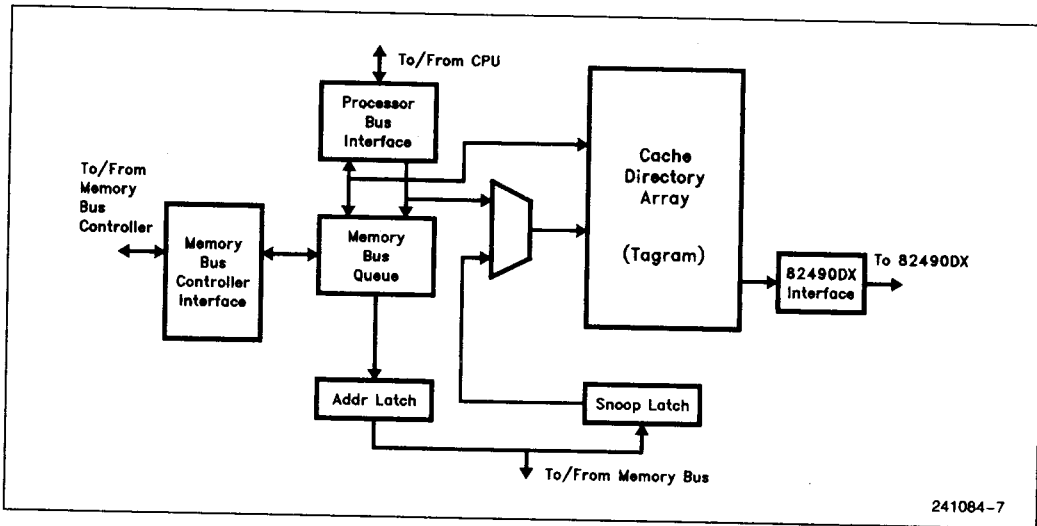 To/From CPU
Processor
Bus
Interface
To/From
Memory
Bus
Controller
Memory
Bus
Controller
Interface
Memory
Bus
Queue
Cache
Directory
Array
(Tagram)
To 82490DX
82490DX
Interface
Addr Latch
Snoop Latch
To/From Memory Bus
241084-7